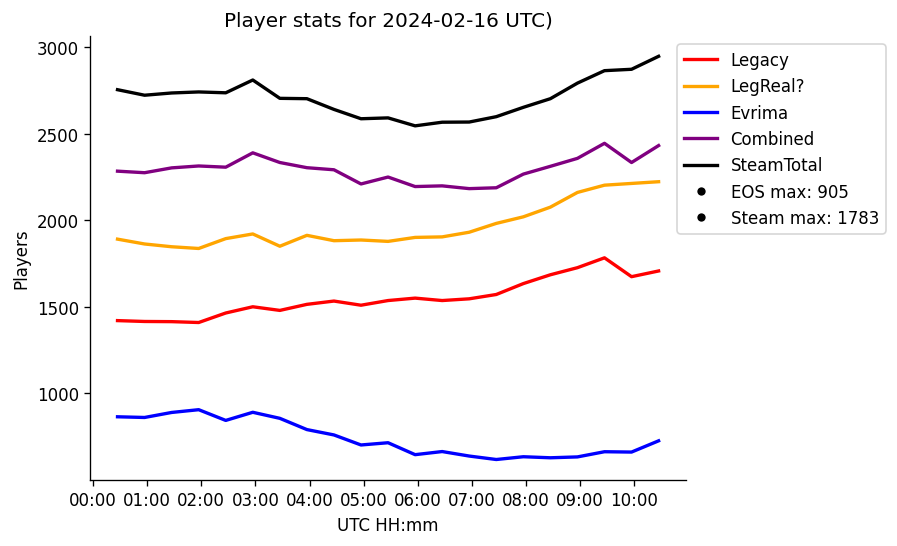 Player stats for 2024-02-16 UTC)
3000
2500
2000
1500
1000
Players
00:00 01:00 02:00 03:00 04:00 05:00 06:00 07:00 08:00 09:00 10:00
UTC HH:mm
Legacy
LegReal?
Evrima
Combined
SteamTotal
EOS max: 905
Steam max: 1783